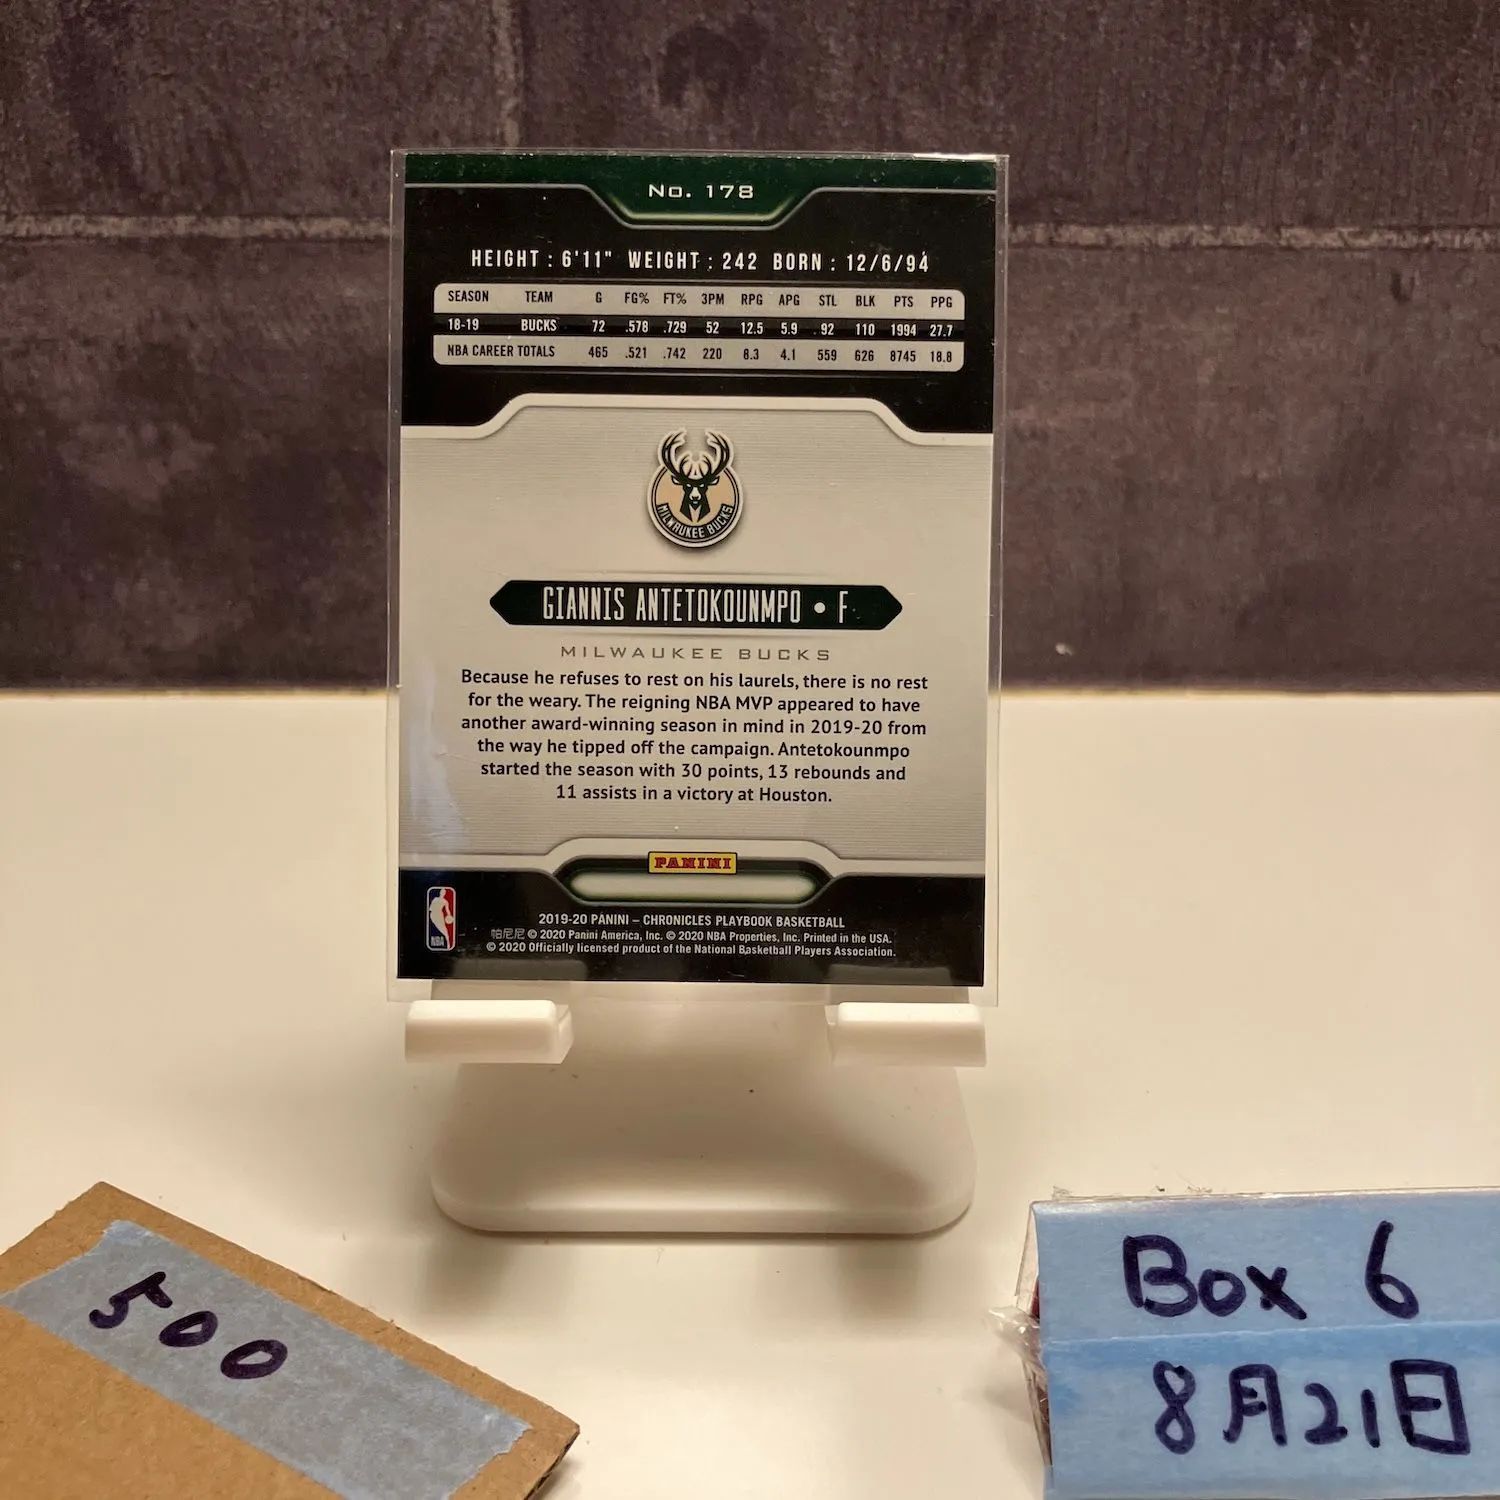 No. 178
HEIGHT : 6'11" WEIGHT : 242 BORN : 12/6/94
SEASON TEAM G FG% FT% 3PM RPG APG STL BLK PTS PPG
18-19 BUCKS 72 .578 .729 52 12.5 5.9 92 110 1994 27.7
NBA CAREER TOTALS 465 .521 .742 220 8.3 4.1 559 626 8745 18.8
MILWAUKEE BUCKS
GIANNIS ANTETOKOUNMPO • F
MILWAUKEE BUCKS
Because he refuses to rest on his laurels, there is no rest
for the weary. The reigning NBA MVP appeared to have
another award-winning season in mind in 2019-20 from
the way he tipped off the campaign. Antetokounmpo
started the season with 30 points, 13 rebounds and
11 assists in a victory at Houston.
PANINI
NBA
2019-20 PANINI – CHRONICLES PLAYBOOK BASKETBALL
帕尼尼 © 2020 Panini America, Inc. © 2020 NBA Properties, Inc. Printed in the USA.
© 2020 Officially licensed product of the National Basketball Players Association.
500
Box 6
8月21日